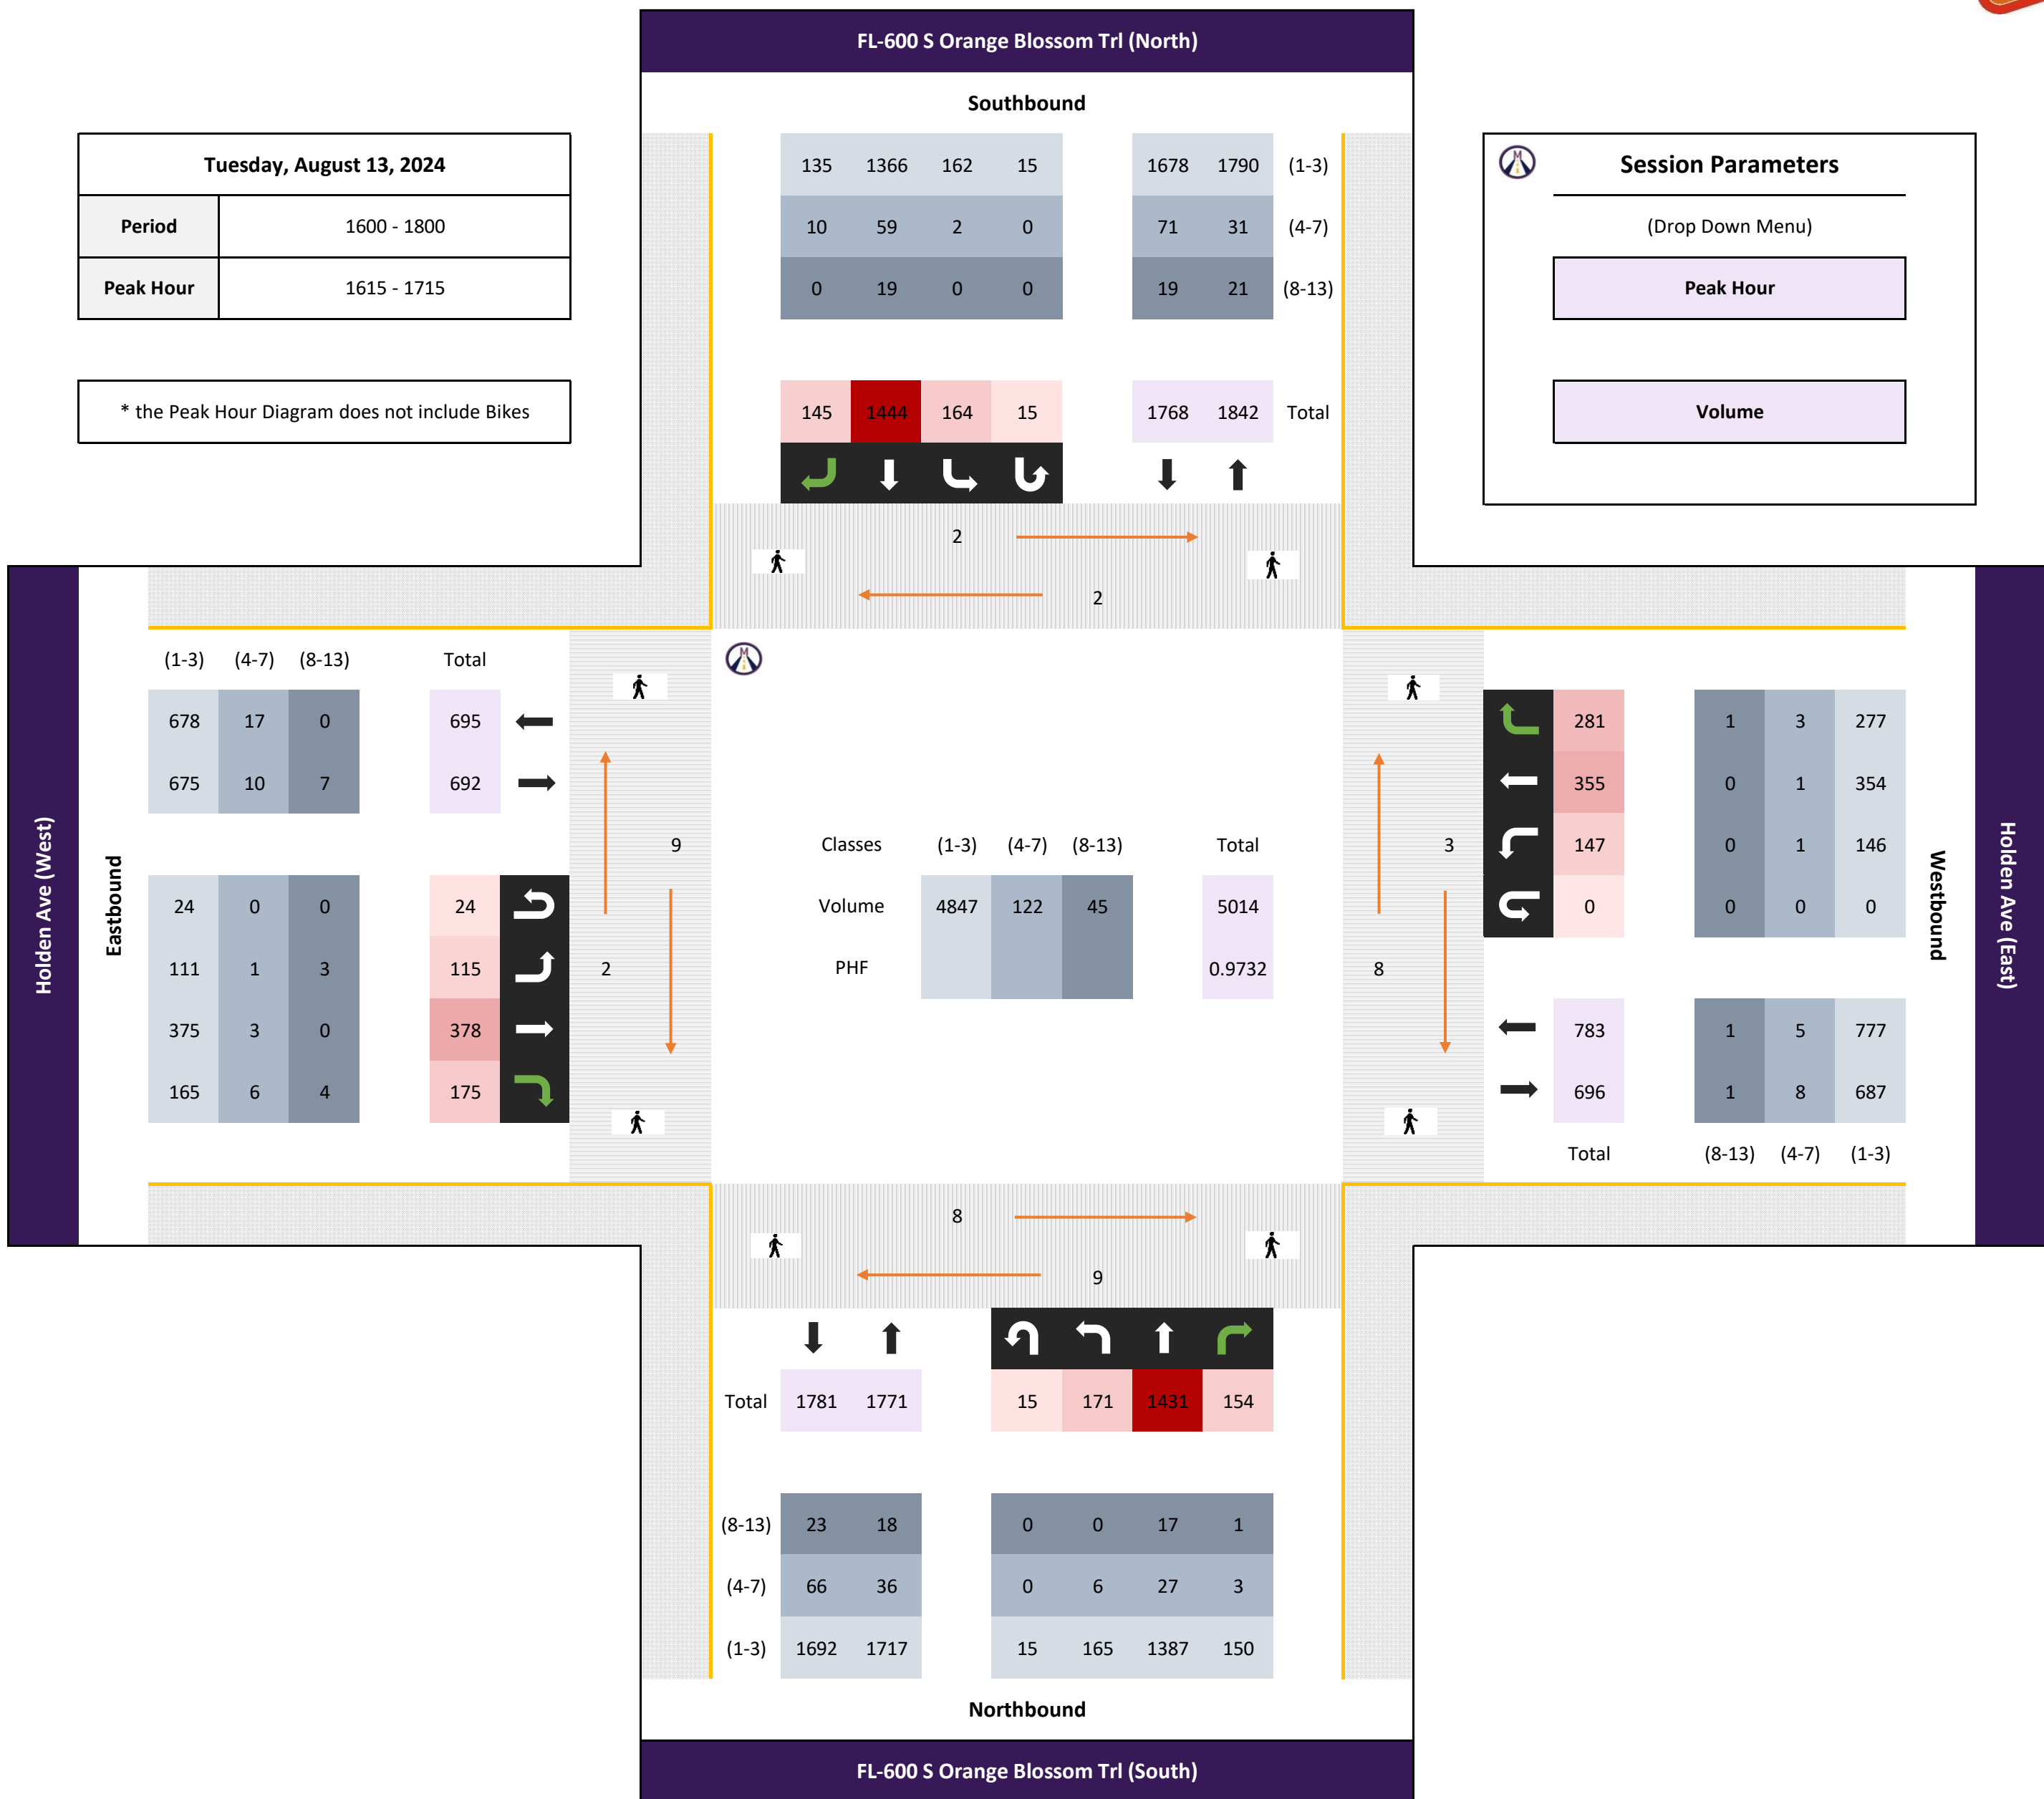 FL-600 S Orange Blossom Trl (North)
Southbound
Tuesday, August 13, 2024
Period 1600 - 1800
Peak Hour 1615 - 1715
* the Peak Hour Diagram does not include Bikes
135 1366 162 15 1678 1790 (1-3)
10 59 2 0 71 31 (4-7)
0 19 0 0 19 21 (8-13)
145 1444 164 15 1768 1842 Total
M
Session Parameters
(Drop Down Menu)
Peak Hour
Volume
2
2
Holden Ave (West)
Eastbound
(1-3) (4-7) (8-13) Total
678 17 0 695
675 10 7 692
24 0 0 24
111 1 3 115
375 3 0 378
165 6 4 175
9
2
M
Classes (1-3) (4-7) (8-13) Total
Volume 4847 122 45 5014
PHF 0.9732
3
8
281 1 3 277
355 0 1 354
147 0 1 146
0 0 0 0
783 1 5 777
696 1 8 687
Total (8-13) (4-7) (1-3)
Westbound
Holden Ave (East)
8
9
Total 1781 1771 15 171 1431 154
(8-13) 23 18 0 0 17 1
(4-7) 66 36 0 6 27 3
(1-3) 1692 1717 15 165 1387 150
Northbound
FL-600 S Orange Blossom Trl (South)